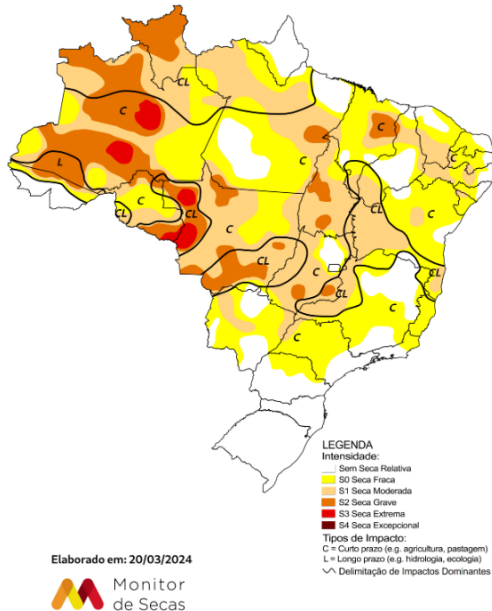 CL
C
C
L
C
CL
CL
C
CL
C
CL
C
CL
C
C
CL
C
C
CL
C
LEGENDA
Intensidade:
Sem Seca Relativa
S0 Seca Fraca
S1 Seca Moderada
S2 Seca Grave
S3 Seca Extrema
S4 Seca Excepcional
Tipos de Impacto:
C = Curto prazo (e.g. agricultura, pastagem)
L = Longo prazo (e.g. hidrologia, ecologia)
Delimitação de Impactos Dominantes
Elaborado em: 20/03/2024
Monitor
de Secas